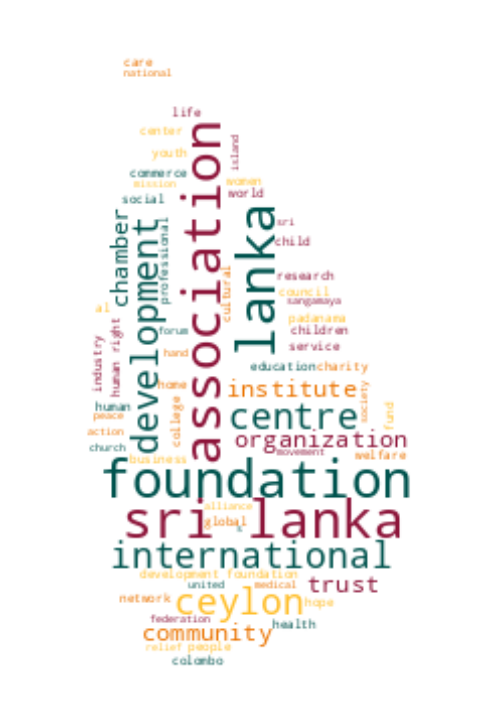 care
national
life
center
island
association
youth
commerce
mission
women
world
social
lanka
chamber
development
professional
sri
child
cultural
research
council
sangamaya
al
padanama
forum
children
industry
human right
service
hand
education
charity
home
institute
society
college
human
centre
fund
peace
action
organization
church
movement
business
welfare
foundation
alliance
sri lanka
global
international
development foundation
united
medical
trust
network
ceylon
hope
federation
health
community
relief
people
colombo